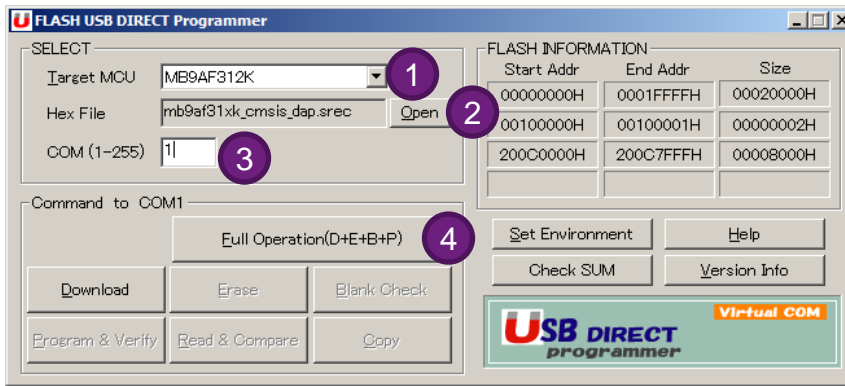 FLASH USB DIRECT Programmer
SELECT
Target MCU MB9AF312K 1
Hex File mb9af31xk_cmsis_dap.srec Open 2
COM (1-255) 1 3
FLASH INFORMATION
Start Addr End Addr Size
00000000H 0001FFFFH 00020000H
00100000H 00100001H 00000002H
200C0000H 200C7FFFH 00008000H
Command to COM1
Full Operation(D+E+B+P) 4
Download Erase Blank Check
Program & Verify Read & Compare Copy
Set Environment Help
Check SUM Version Info
Virtual COM
USB DIRECT
programmer